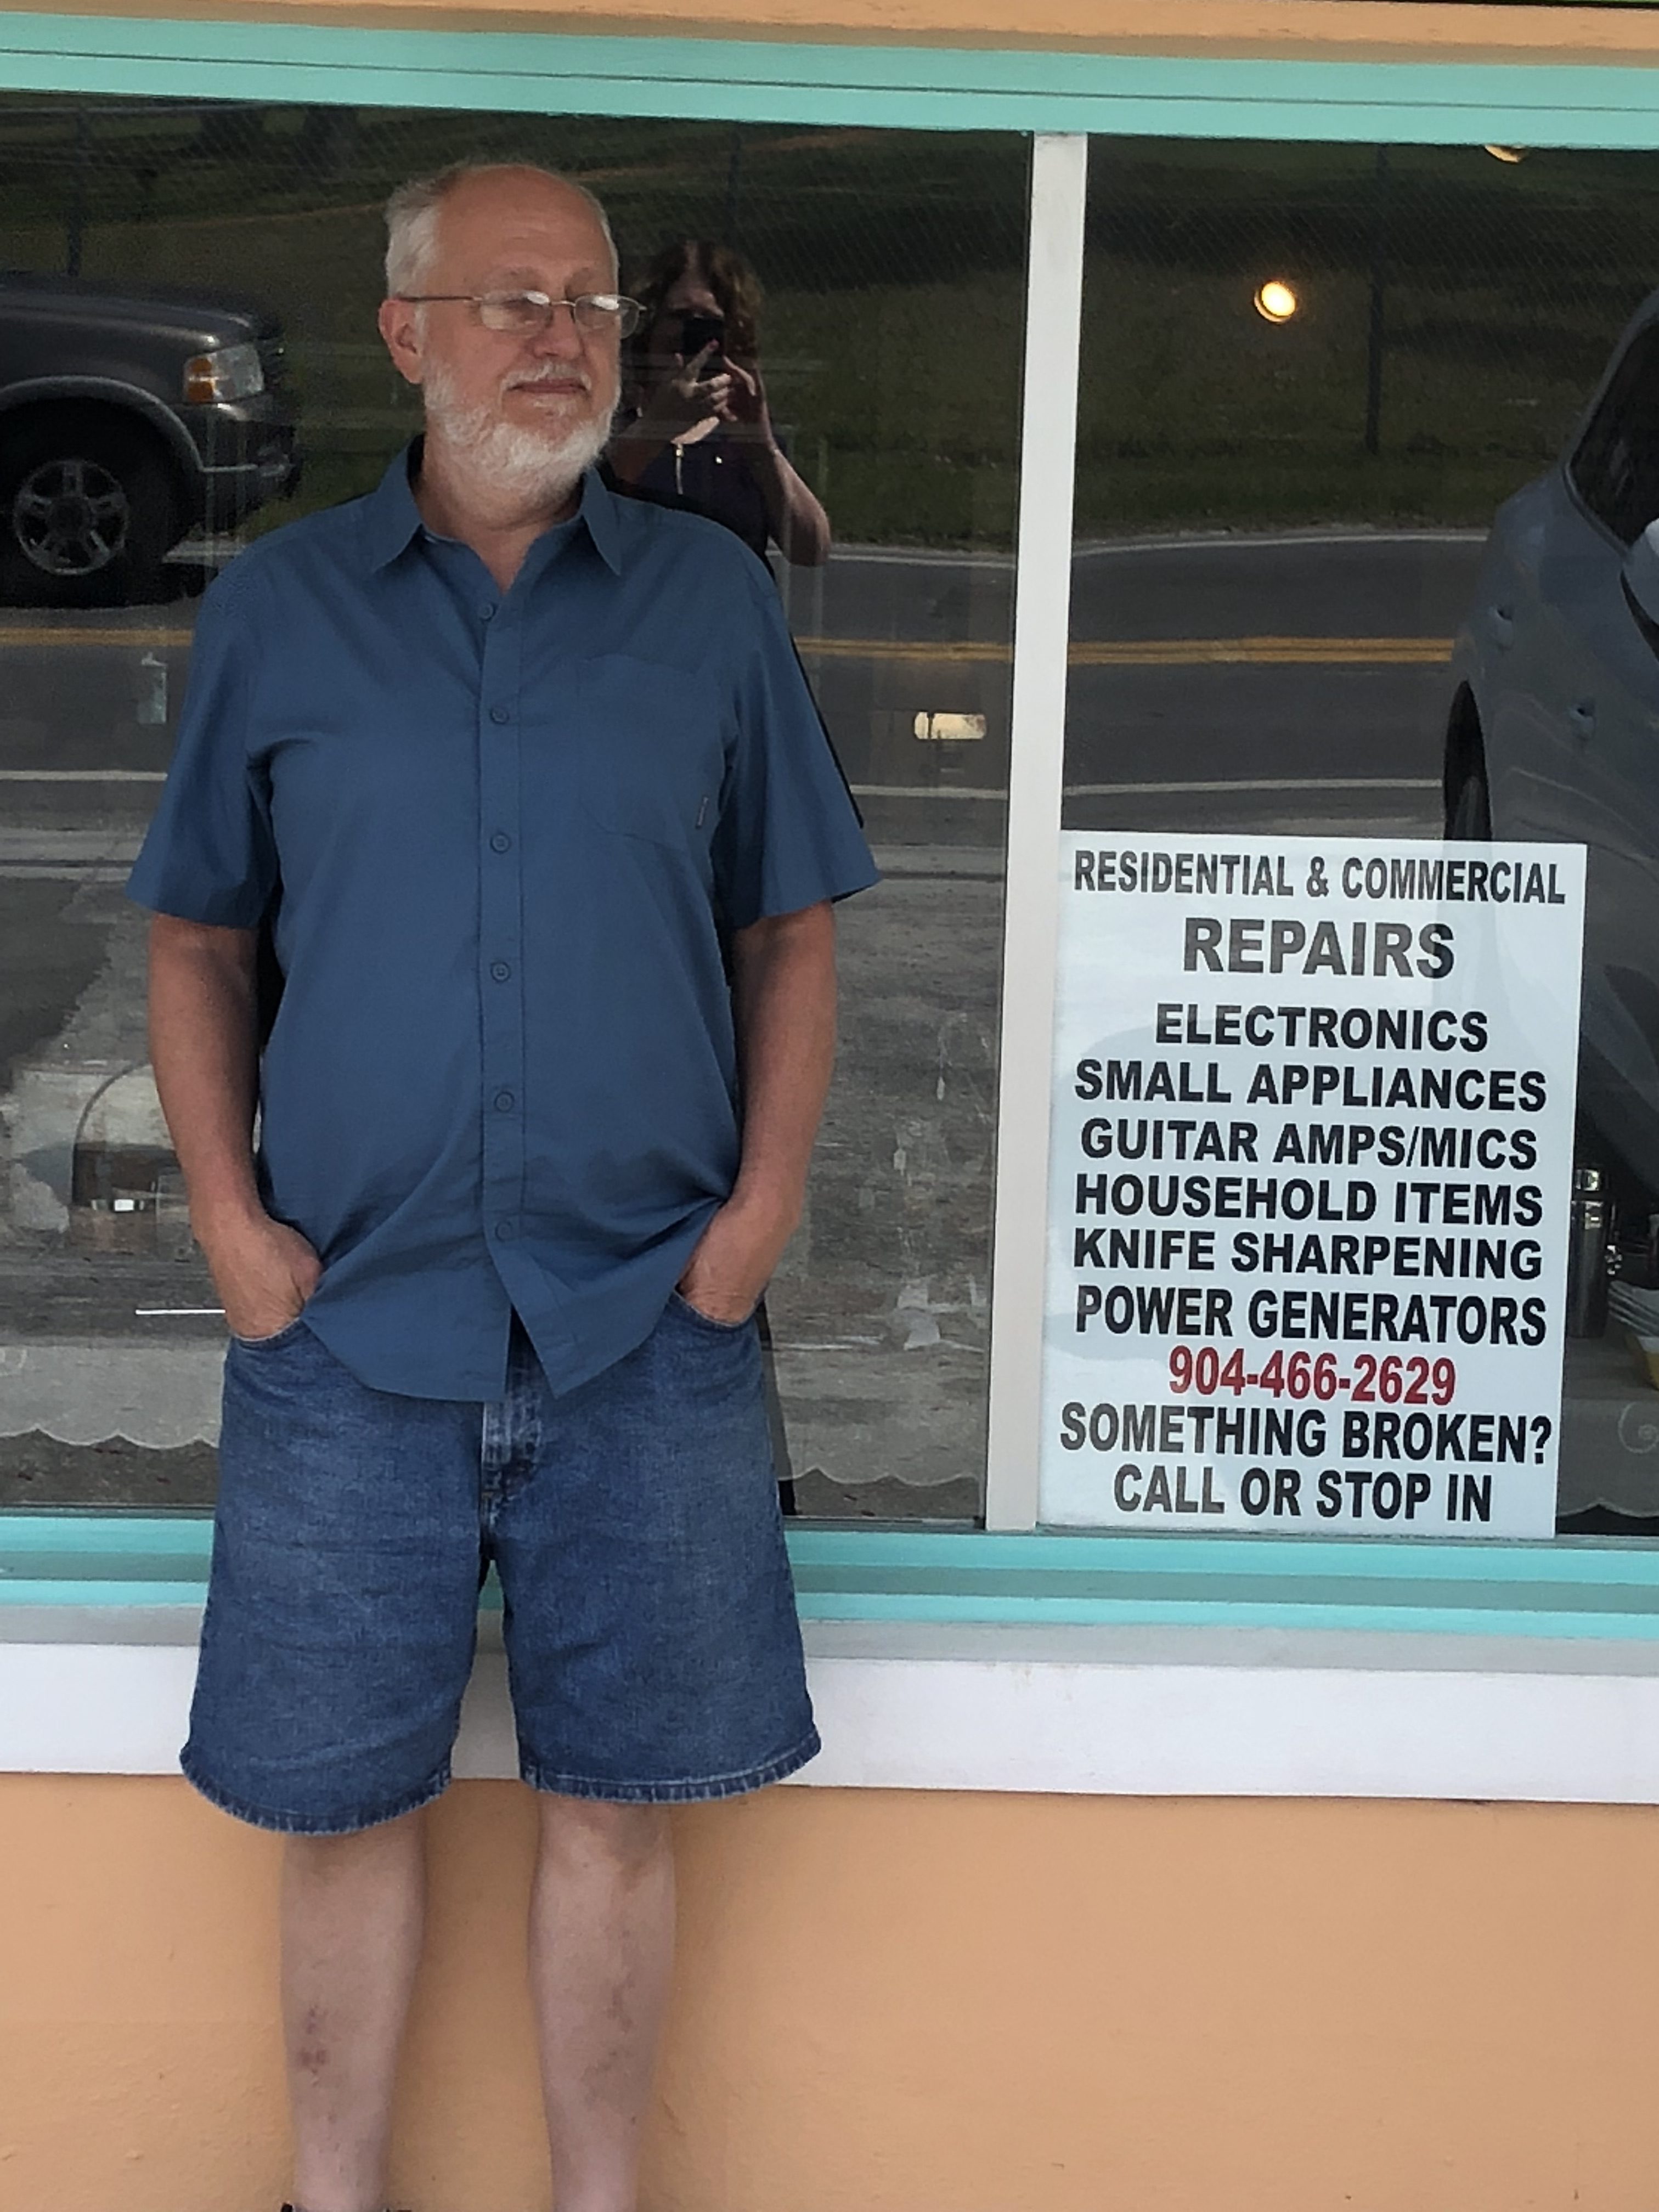 RESIDENTIAL & COMMERCIAL
REPAIRS
ELECTRONICS
SMALL APPLIANCES
GUITAR AMPS/MICS
HOUSEHOLD ITEMS
KNIFE SHARPENING
POWER GENERATORS
904-466-2629
SOMETHING BROKEN?
CALL OR STOP IN